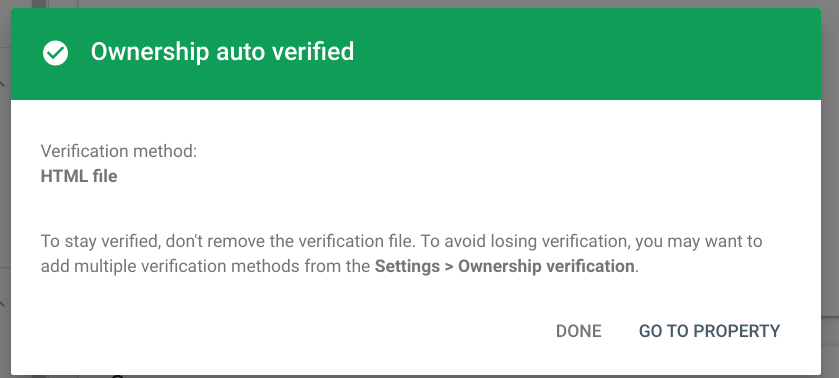 Ownership auto verified
Verification method:
HTML file
To stay verified, don't remove the verification file. To avoid losing verification, you may want to
add multiple verification methods from the Settings > Ownership verification.
DONE GO TO PROPERTY